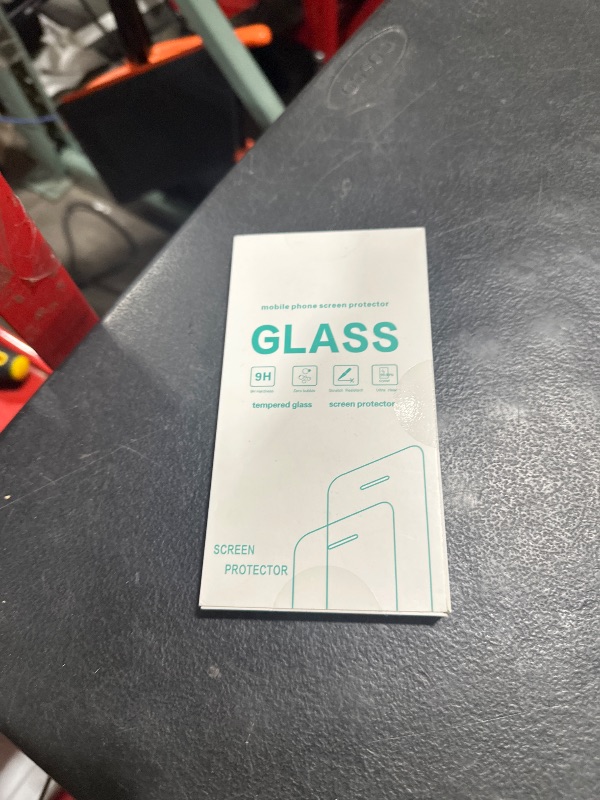 mobile phone screen protector
GLASS
9H
tempered glass screen protector
SCREEN
PROTECTOR